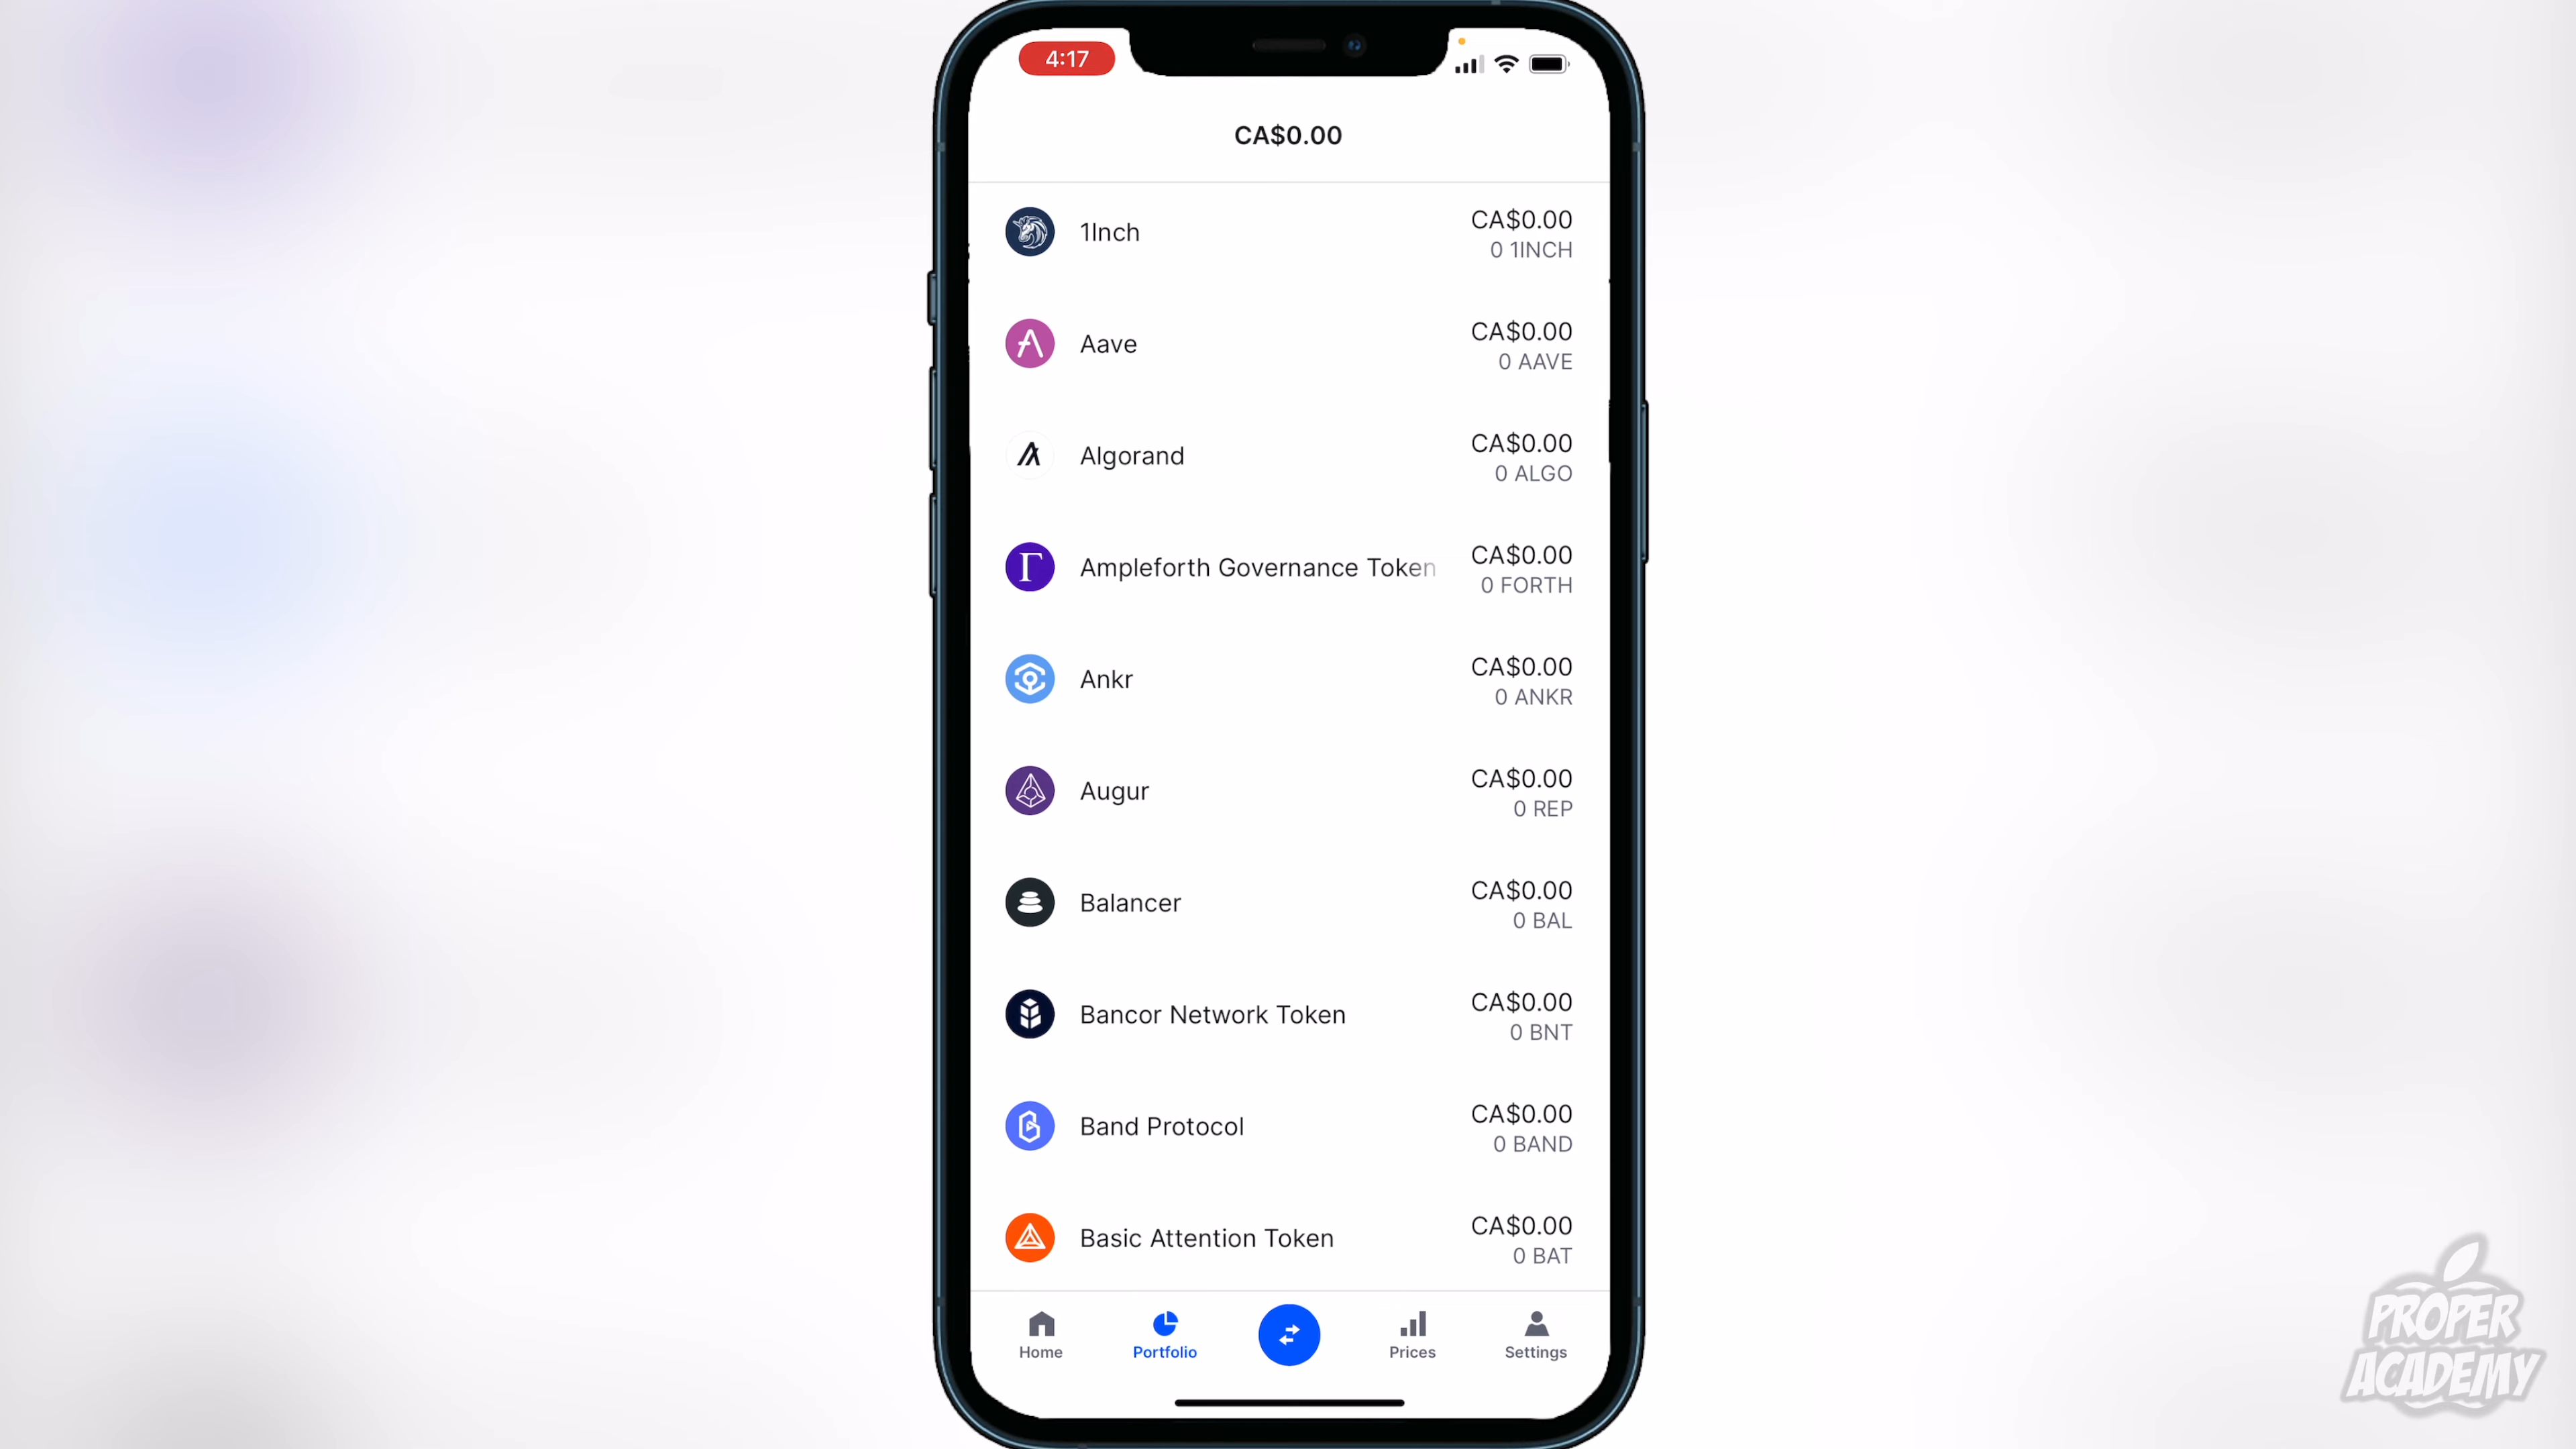 4:17
CA$0.00
1Inch
CA$0.00
0 1INCH
Aave
CA$0.00
0 AAVE
Algorand
CA$0.00
0 ALGO
Ampleforth Governance Token
CA$0.00
0 FORTH
Ankr
CA$0.00
0 ANKR
Augur
CA$0.00
0 REP
Balancer
CA$0.00
0 BAL
Bancor Network Token
CA$0.00
0 BNT
Band Protocol
CA$0.00
0 BAND
Basic Attention Token
CA$0.00
0 BAT
Home
Portfolio
Prices
Settings
PROPER
ACADEMY